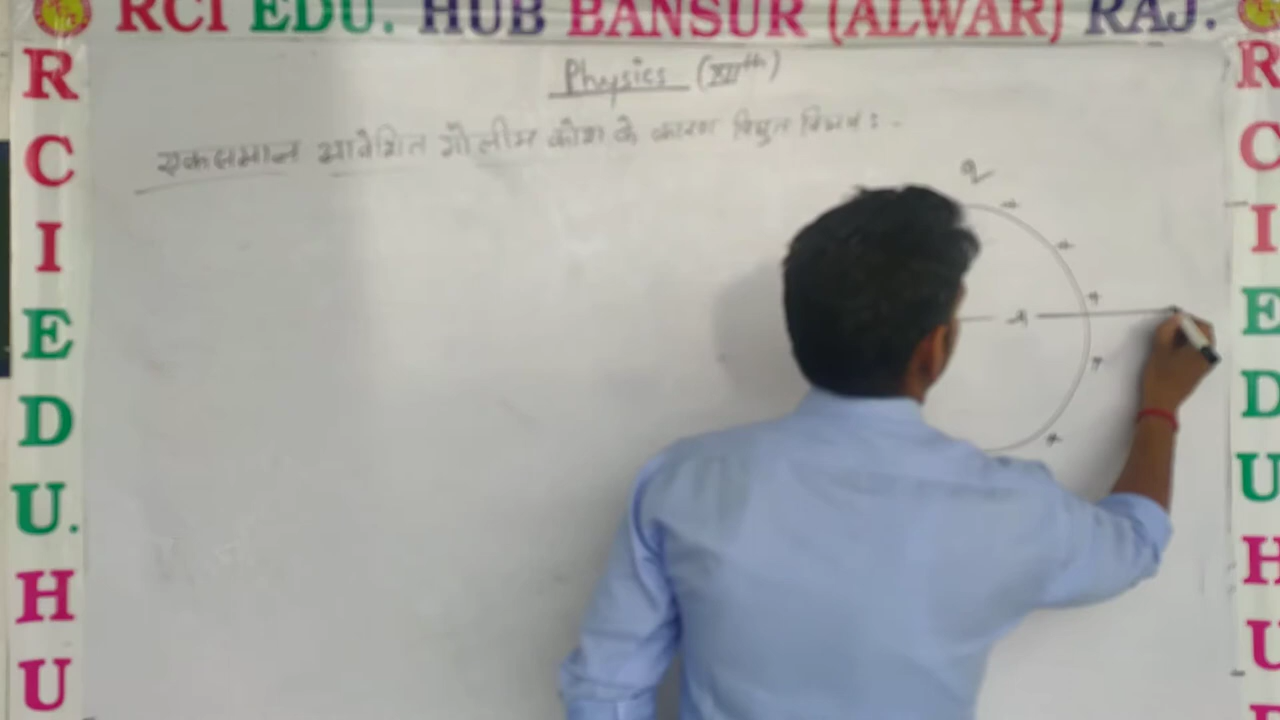 RCI EDU. HUB BANSUR (ALWAR) RAJ.
Physics (XIIth)
एकसमान आवेशित गोलीय कोश के कारण विद्युत विभव : -
q
R
C
I
E
D
U.
H
U
R
C
I
E
D
U
H
U